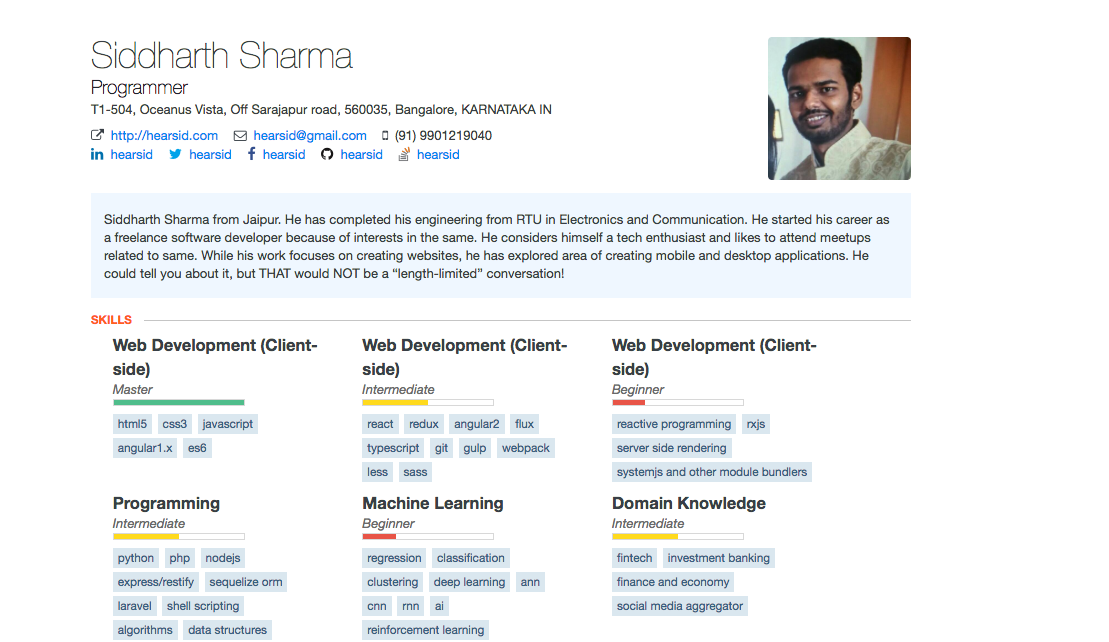 Siddharth Sharma
Programmer
T1-504, Oceanus Vista, Off Sarajapur road, 560035, Bangalore, KARNATAKA IN
http://hearsid.com hearsid@gmail.com (91) 9901219040
in hearsid hearsid f hearsid hearsid hearsid
Siddharth Sharma from Jaipur. He has completed his engineering from RTU in Electronics and Communication. He started his career as
a freelance software developer because of interests in the same. He considers himself a tech enthusiast and likes to attend meetups
related to same. While his work focuses on creating websites, he has explored area of creating mobile and desktop applications. He
could tell you about it, but THAT would NOT be a “length-limited” conversation!
SKILLS
Web Development (Client-
side)
Master
html5 css3 javascript
angular1.x es6
Web Development (Client-
side)
Intermediate
react redux angular2 flux
typescript git gulp webpack
less sass
Web Development (Client-
side)
Beginner
reactive programming rxjs
server side rendering
systemjs and other module bundlers
Programming
Intermediate
python php nodejs
express/restify sequelize orm
laravel shell scripting
algorithms data structures
Machine Learning
Beginner
regression classification
clustering deep learning ann
cnn rnn ai
reinforcement learning
Domain Knowledge
Intermediate
fintech investment banking
finance and economy
social media aggregator